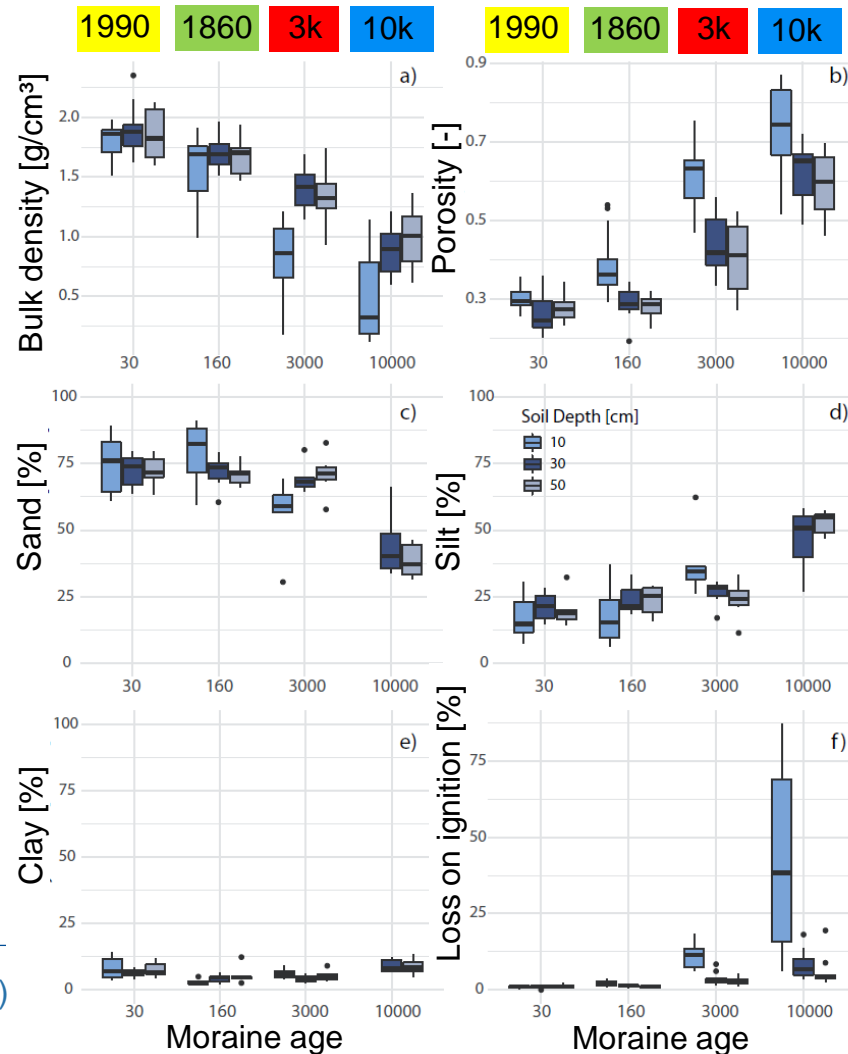 1990 1860 3k 10k 1990 1860 3k 10k
a)
Bulk density [g/cm³]
2.0
1.5
1.0
0.5
30 160 3000 10000
b)
Porosity [-]
0.9
0.7
0.5
0.3
30 160 3000 10000
c)
Sand [%]
100
75
50
25
0
30 160 3000 10000
d)
Silt [%]
100
75
50
25
0
Soil Depth [cm]
10
30
50
30 160 3000 10000
e)
Clay [%]
100
75
50
25
0
30 160 3000 10000
Moraine age
f)
Loss on ignition [%]
75
50
25
0
30 160 3000 10000
Moraine age
)